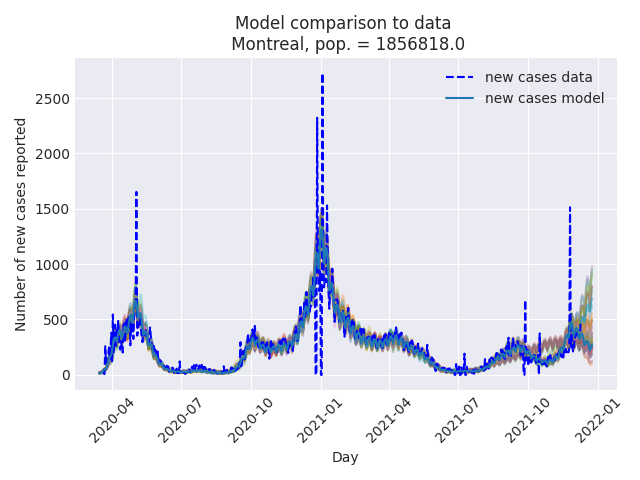 Model comparison to data
Montreal, pop. = 1856818.0
new cases data
new cases model
Number of new cases reported
2500
2000
1500
1000
500
0
2020-04
2020-07
2020-10
2021-01
2021-04
2021-07
2021-10
2022-01
Day